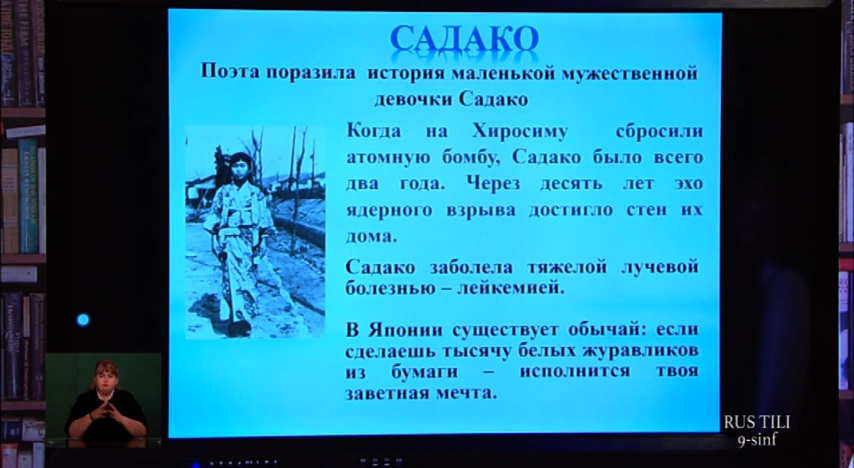 САДАКО
Поэта поразила история маленькой мужественной
девочки Садако
Когда на Хиросиму сбросили
атомную бомбу, Садако было всего
два года. Через десять лет эхо
ядерного взрыва достигло стен их
дома.
Садако заболела тяжелой лучевой
болезнью – лейкемией.
В Японии существует обычай: если
сделаешь тысячу белых журавликов
из бумаги – исполнится твоя
заветная мечта.
RUS TILI
9-sinf